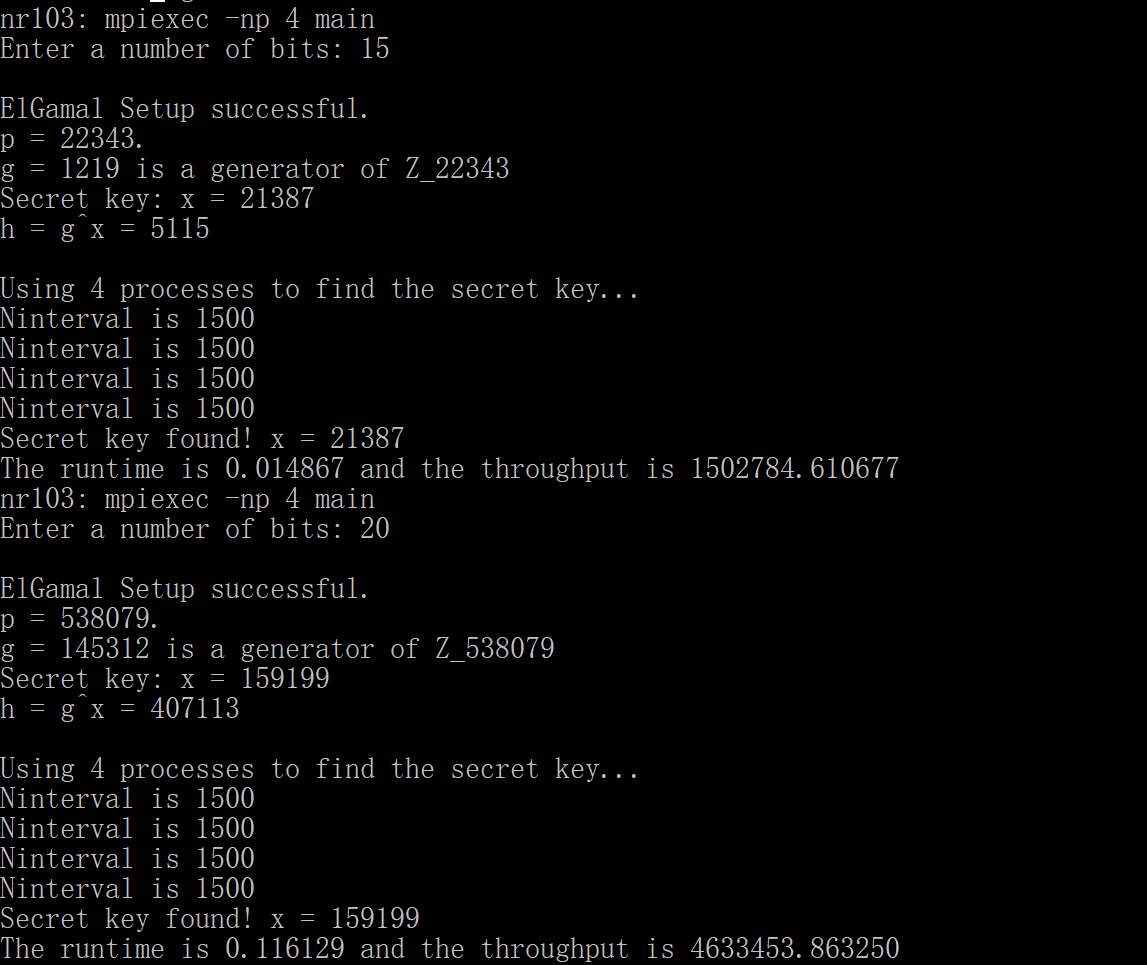 nr103: mpiexec -np 4 main
Enter a number of bits: 15
ElGamal Setup successful.
p = 22343.
g = 1219 is a generator of Z_22343
Secret key: x = 21387
h = g^x = 5115
Using 4 processes to find the secret key...
Ninterval is 1500
Ninterval is 1500
Ninterval is 1500
Ninterval is 1500
Secret key found! x = 21387
The runtime is 0.014867 and the throughput is 1502784.610677
nr103: mpiexec -np 4 main
Enter a number of bits: 20
ElGamal Setup successful.
p = 538079.
g = 145312 is a generator of Z_538079
Secret key: x = 159199
h = g^x = 407113
Using 4 processes to find the secret key...
Ninterval is 1500
Ninterval is 1500
Ninterval is 1500
Ninterval is 1500
Secret key found! x = 159199
The runtime is 0.116129 and the throughput is 4633453.863250